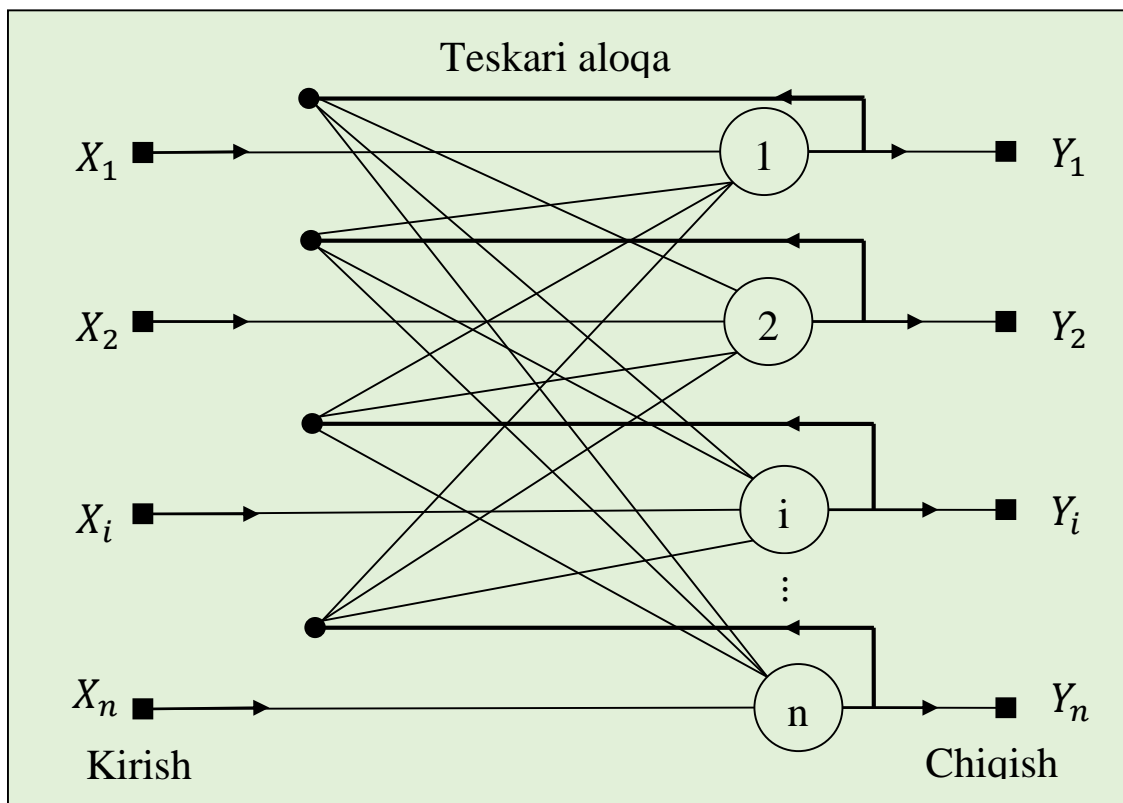 Teskari aloqa
X₁ 1 Y₁
X₂ 2 Y₂
Xᵢ i Yᵢ
⋮
Xₙ n Yₙ
Kirish Chiqish